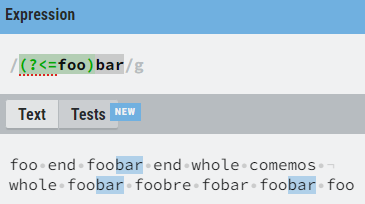 Expression
/(?<=foo)bar/g
Text Tests NEW
foo·end·foobar·end·whole·comemos·¬
whole·foobar·foobre·fobar·foobar·foo